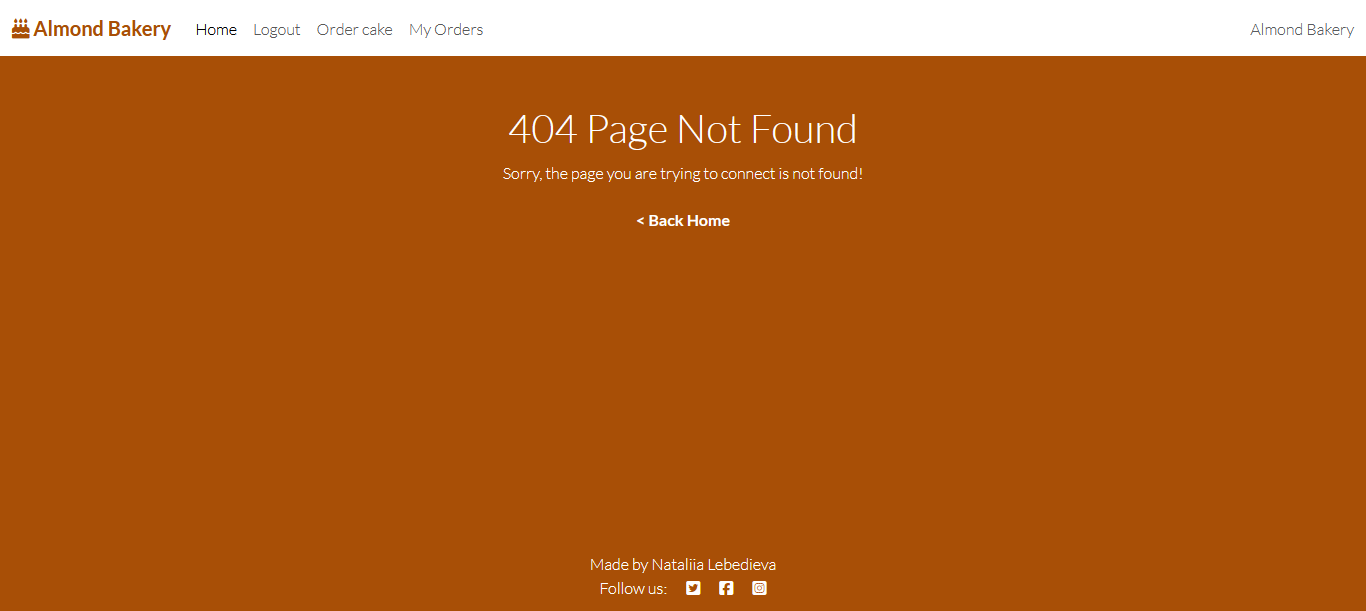 Almond Bakery Home Logout Order cake My Orders Almond Bakery
404 Page Not Found
Sorry, the page you are trying to connect is not found!
< Back Home
Made by Nataliia Lebedieva
Follow us: